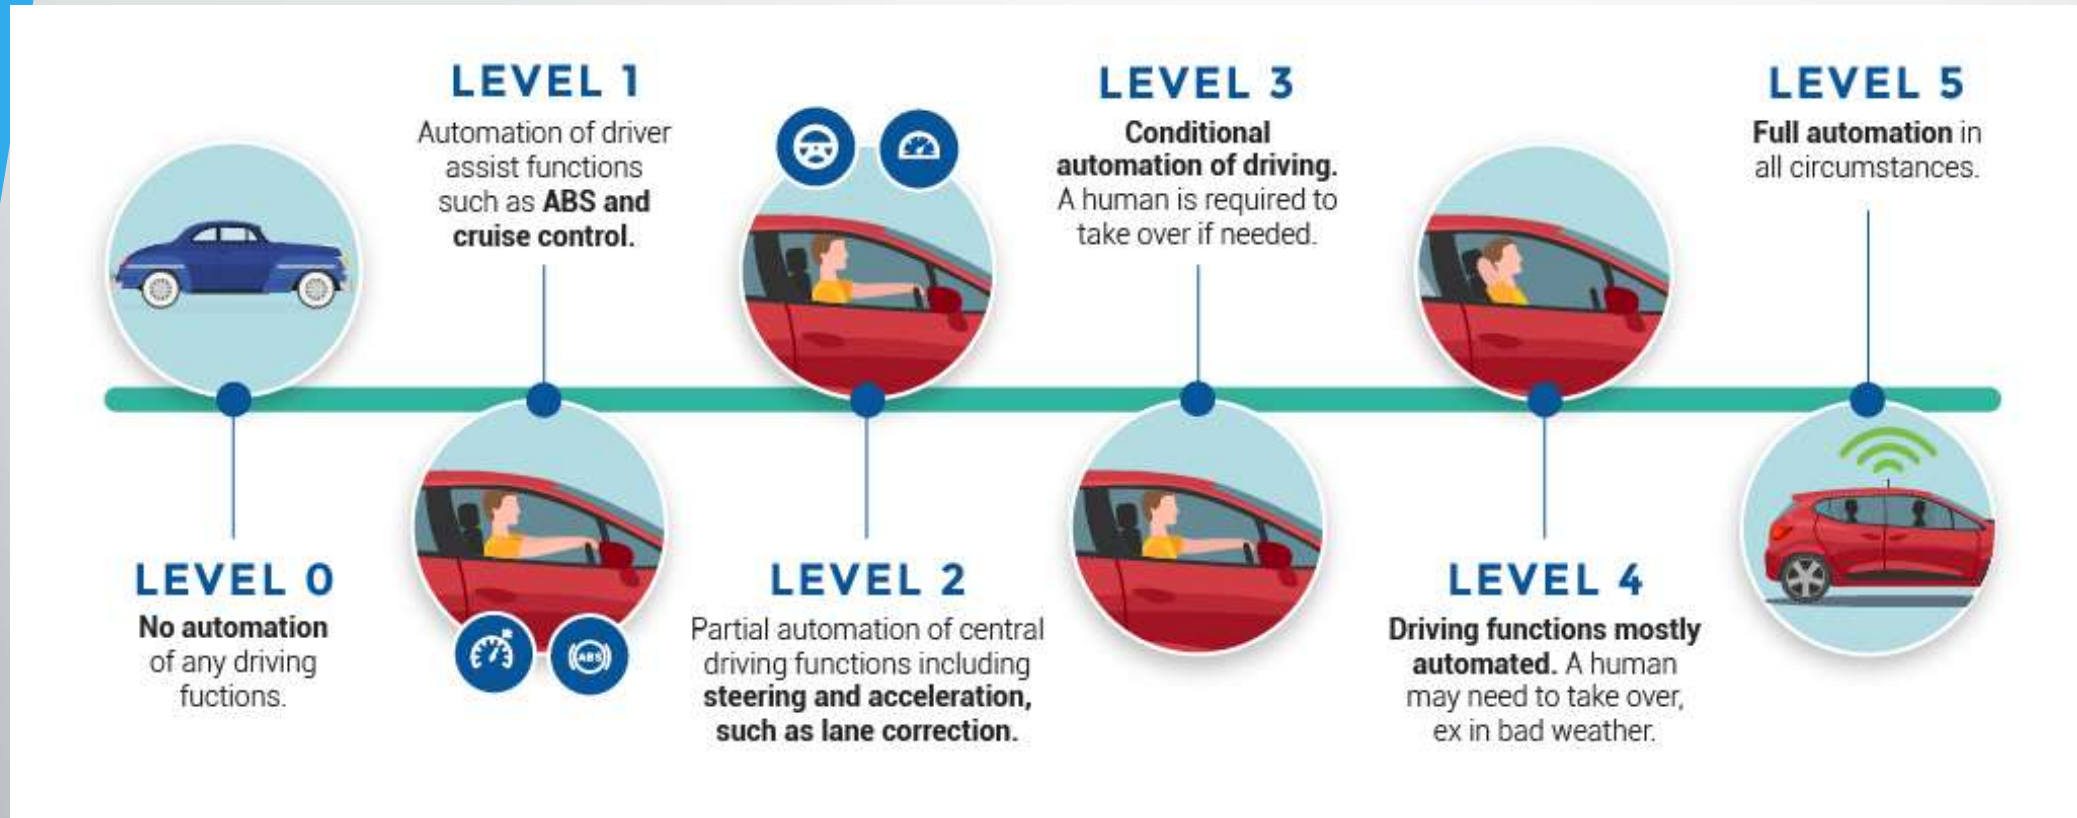 LEVEL 0
No automation
of any driving
fuctions.
LEVEL 1
Automation of driver
assist functions
such as ABS and
cruise control.
ABS
LEVEL 2
Partial automation of central
driving functions including
steering and acceleration,
such as lane correction.
LEVEL 3
Conditional
automation of driving.
A human is required to
take over if needed.
LEVEL 4
Driving functions mostly
automated. A human
may need to take over,
ex in bad weather.
LEVEL 5
Full automation in
all circumstances.